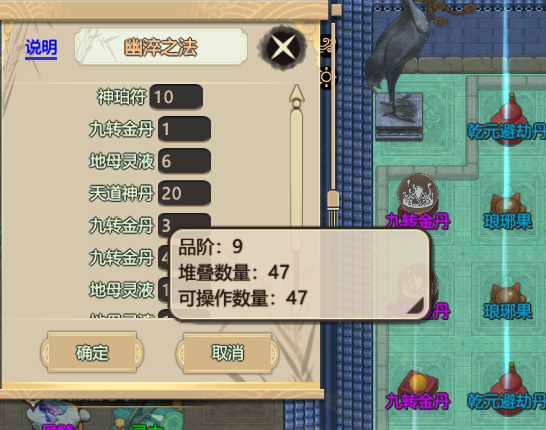 说明
幽淬之法
神珀符 10
九转金丹 1
地母灵液 6
天道神丹 20
九转金丹 3
九转金丹
地母灵液
品阶：9
堆叠数量：47
可操作数量：47
确定
取消
乾元避劫丹
九转金丹
琅琊果
琅琊果
九转金丹
乾元避劫丹